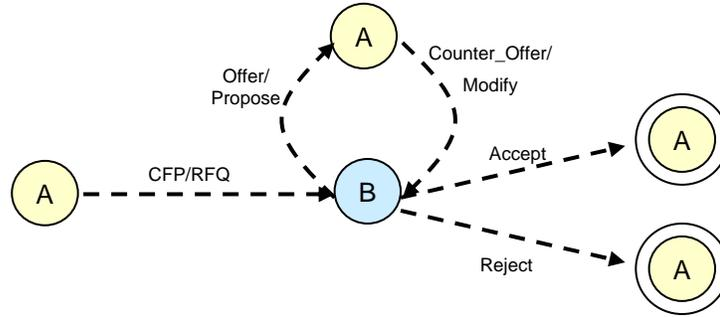 A
Offer/
Propose
Counter_Offer/
Modify
A
CFP/RFQ
B
Accept
A
Reject
A